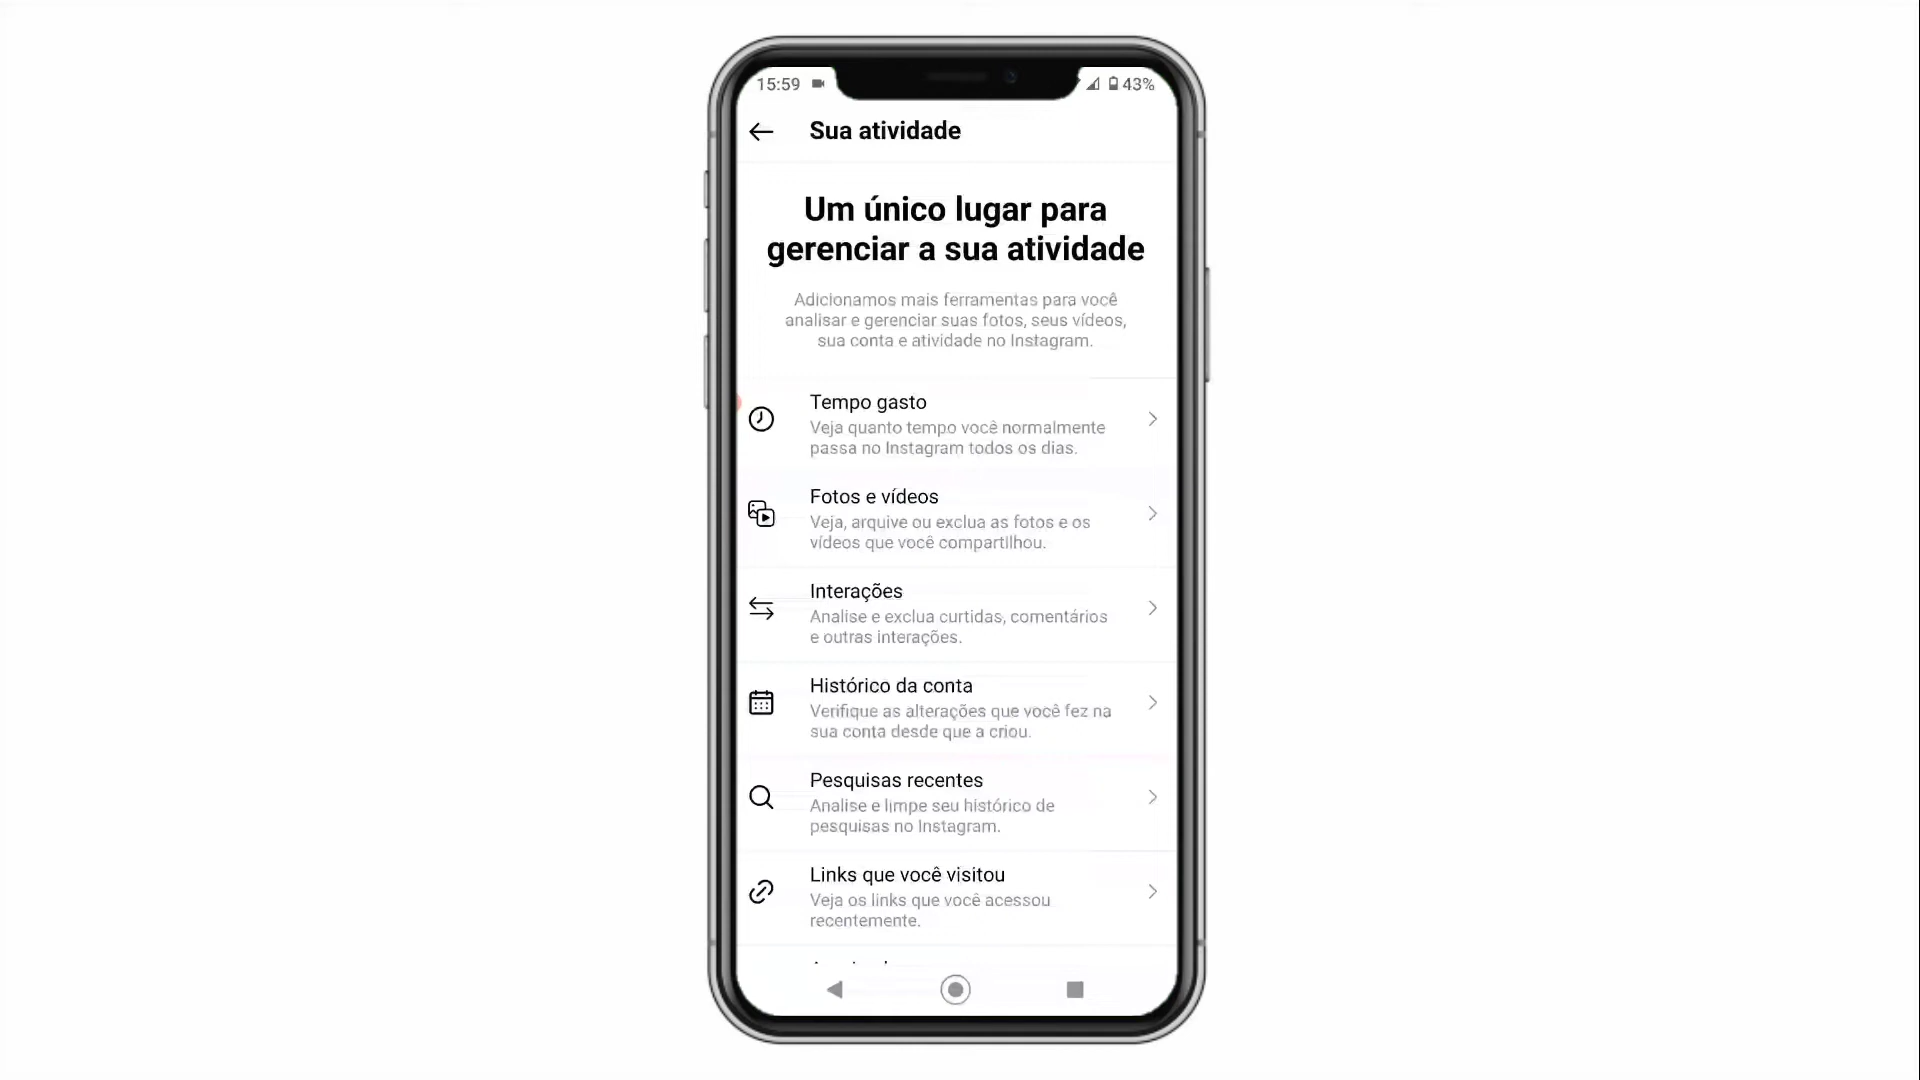 15:59
43%
Sua atividade
Um único lugar para
gerenciar a sua atividade
Adicionamos mais ferramentas para você
analisar e gerenciar suas fotos, seus vídeos,
sua conta e atividade no Instagram.
Tempo gasto
Veja quanto tempo você normalmente
passa no Instagram todos os dias.
Fotos e vídeos
Veja, arquive ou exclua as fotos e os
vídeos que você compartilhou.
Interações
Analise e exclua curtidas, comentários
e outras interações.
Histórico da conta
Verifique as alterações que você fez na
sua conta desde que a criou.
Pesquisas recentes
Analise e limpe seu histórico de
pesquisas no Instagram.
Links que você visitou
Veja os links que você acessou
recentemente.